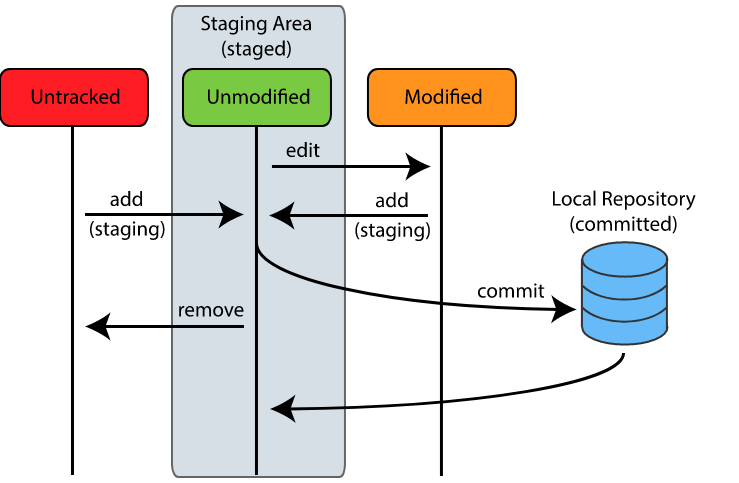 Staging Area
(staged)
Untracked
Unmodified
Modified
edit
add
(staging)
add
(staging)
Local Repository
(committed)
commit
remove